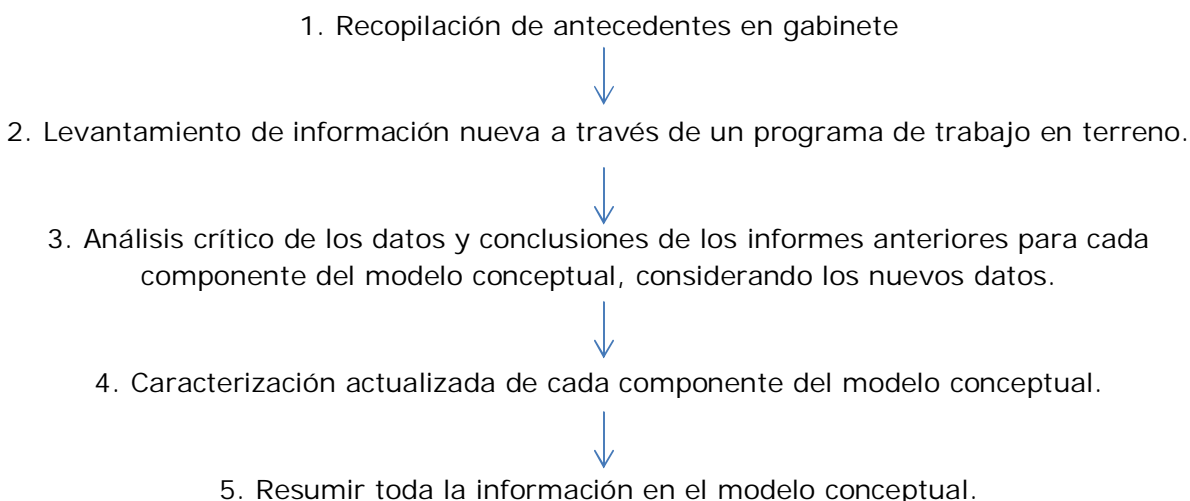 1. Recopilación de antecedentes en gabinete
2. Levantamiento de información nueva a través de un programa de trabajo en terreno.
3. Análisis crítico de los datos y conclusiones de los informes anteriores para cada
componente del modelo conceptual, considerando los nuevos datos.
4. Caracterización actualizada de cada componente del modelo conceptual.
5. Resumir toda la información en el modelo conceptual.